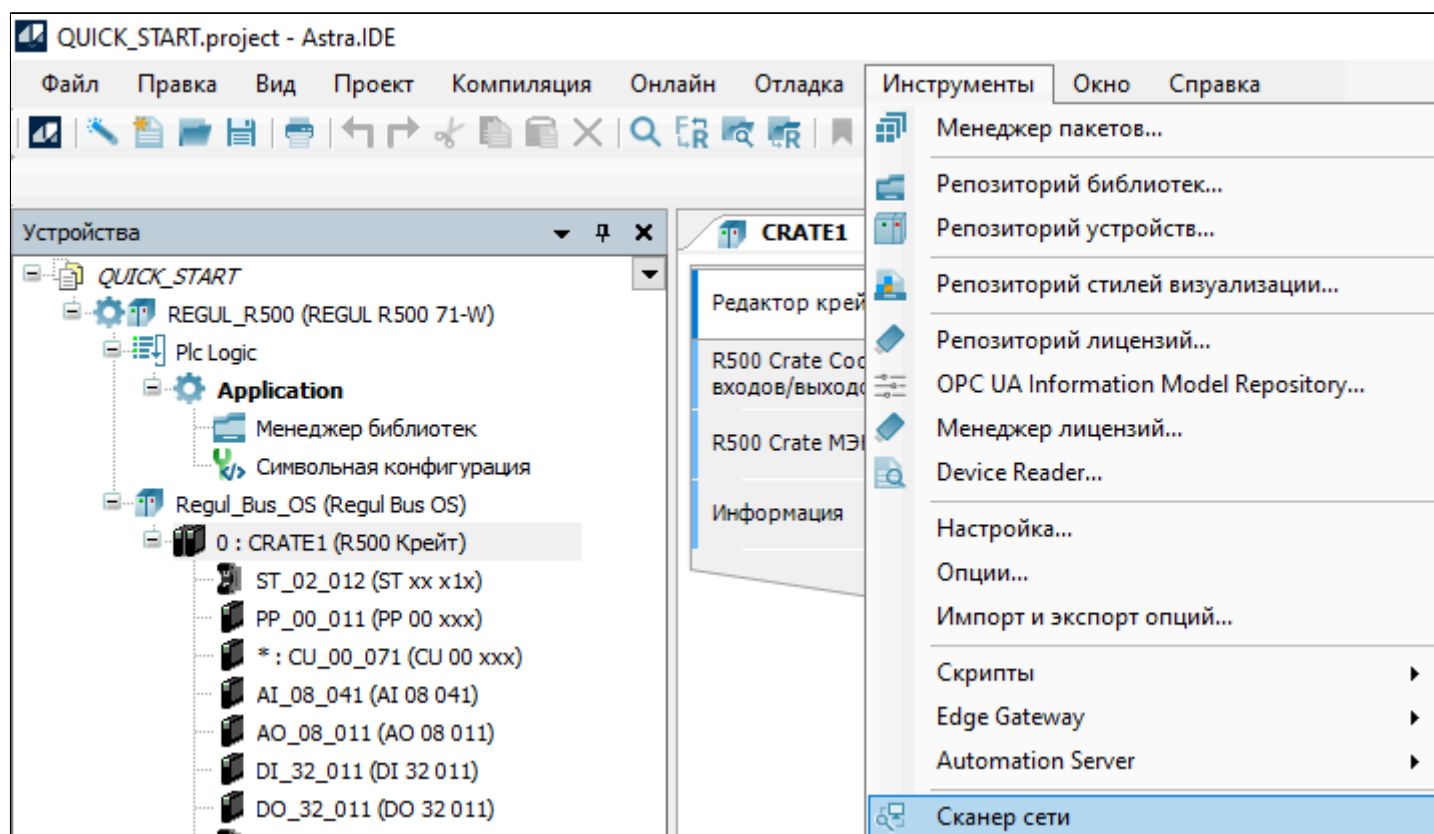 QUICK_START.project - Astra.IDE
Файл Правка Вид Проект Компиляция Онлайн Отладка Инструменты Окно Справка
Устройства
QUICK_START
REGUL_R500 (REGUL R500 71-W)
Plc Logic
Application
Менеджер библиотек
Символьная конфигурация
Regul_Bus_OS (Regul Bus OS)
0 : CRATE1 (R500 Крейт)
ST_02_012 (ST xx x1x)
PP_00_011 (PP 00 xxx)
* : CU_00_071 (CU 00 xxx)
AI_08_041 (AI 08 041)
AO_08_011 (AO 08 011)
DI_32_011 (DI 32 011)
DO_32_011 (DO 32 011)
CRATE1
Редактор
R500 Crate
R500 Crate
Информация
Менеджер пакетов...
Репозиторий библиотек...
Репозиторий устройств...
Репозиторий стилей визуализации...
Репозиторий лицензий...
OPC UA Information Model Repository...
Менеджер лицензий...
Device Reader...
Настройка...
Опции...
Импорт и экспорт опций...
Скрипты
Edge Gateway
Automation Server
Сканер сети